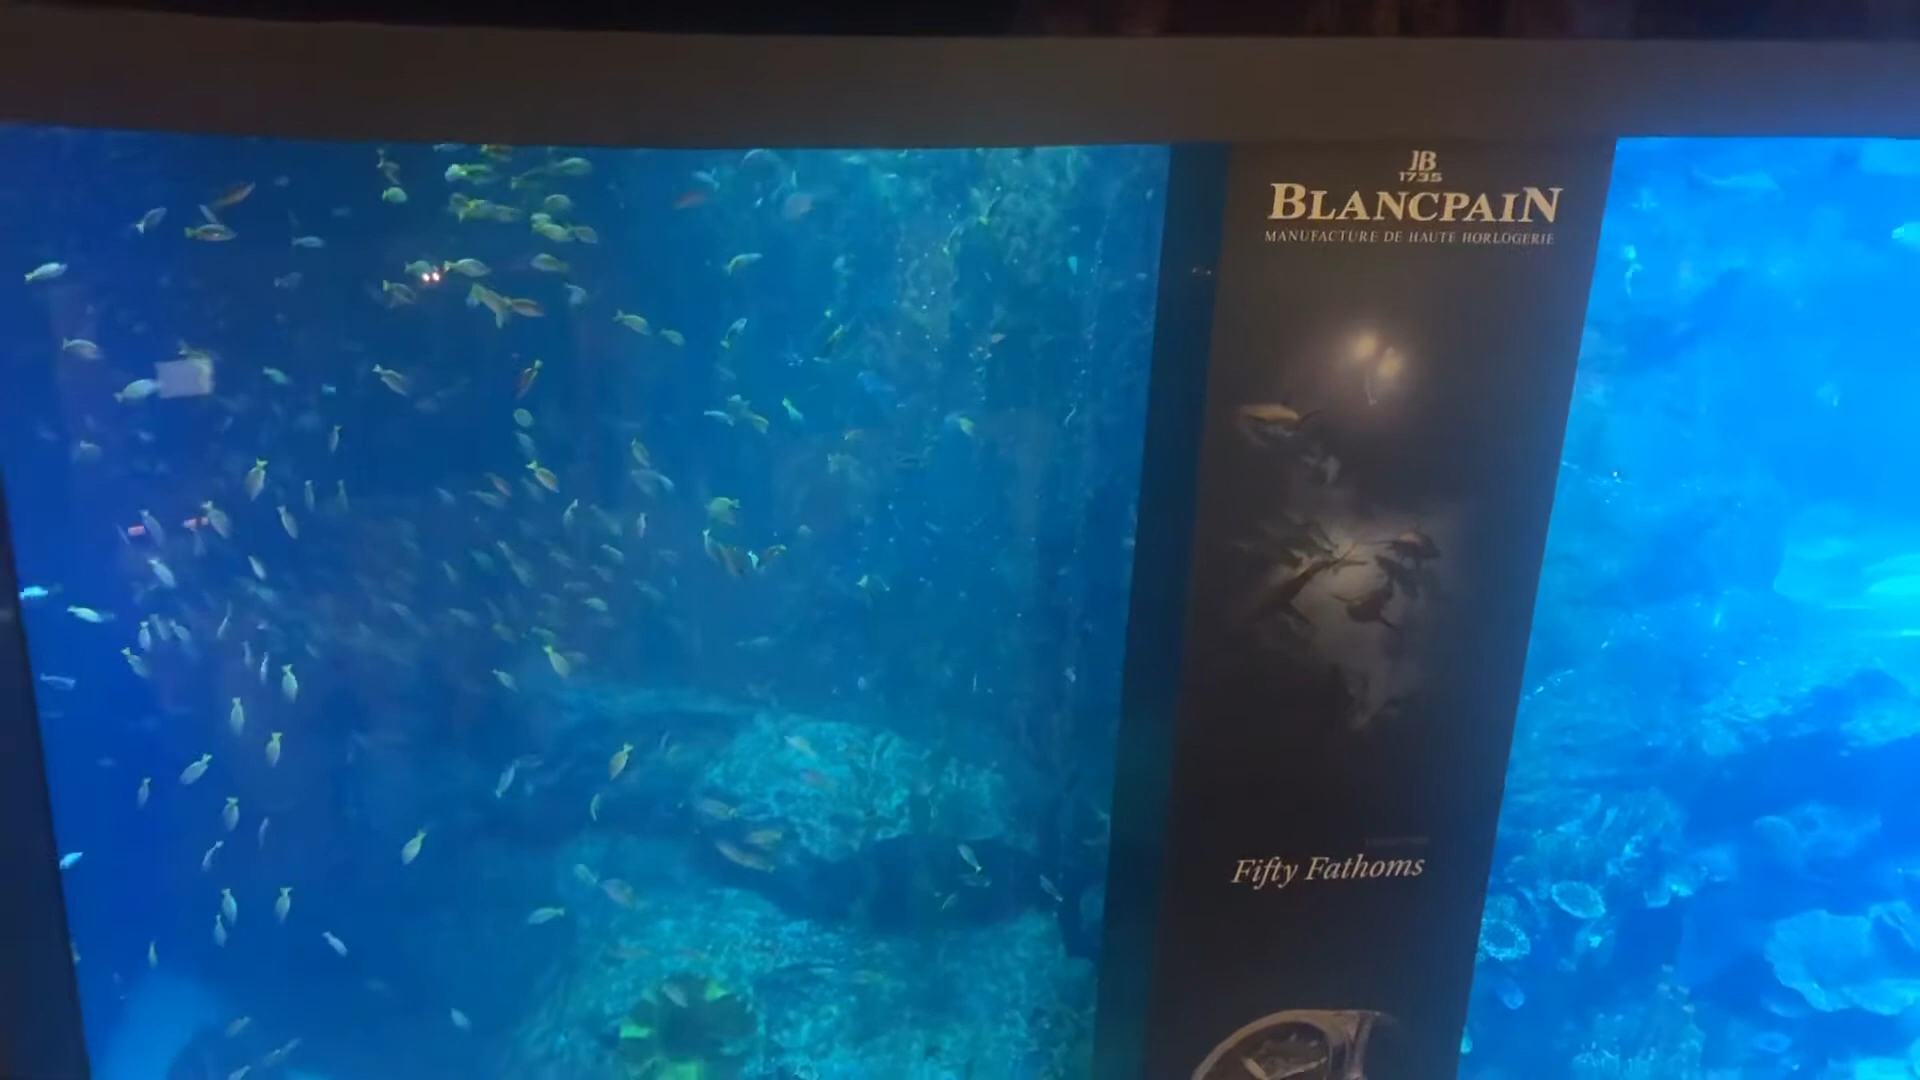 JB
1735
BLANCPAIN
MANUFACTURE DE HAUTE HORLOGERIE
Fifty Fathoms